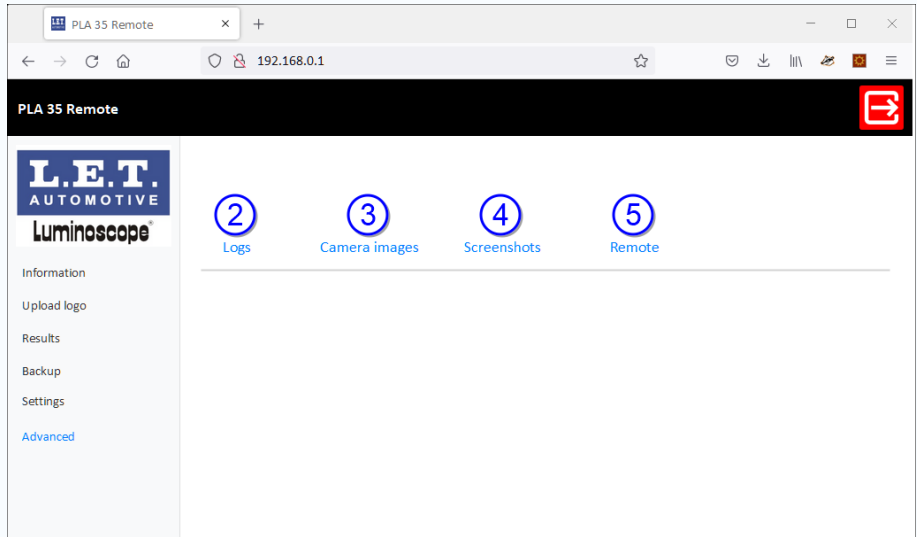 PLA 35 Remote
192.168.0.1
PLA 35 Remote
L.E.T.
AUTOMOTIVE
Luminoscope®
Information
Upload logo
Results
Backup
Settings
Advanced
2 3 4 5
Logs Camera images Screenshots Remote